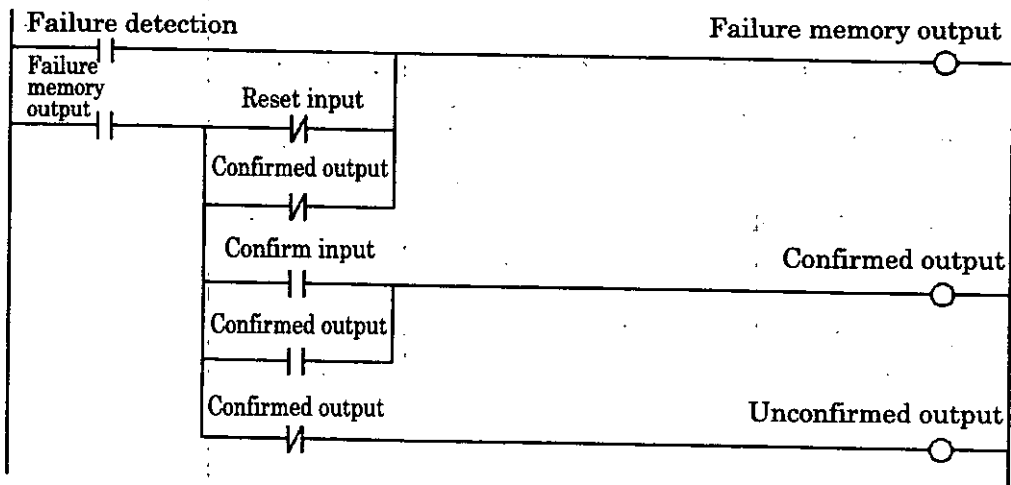 Failure detection
Failure memory output
Failure
memory
output
Reset input
Confirmed output
Confirm input
Confirmed output
Confirmed output
Confirmed output
Unconfirmed output